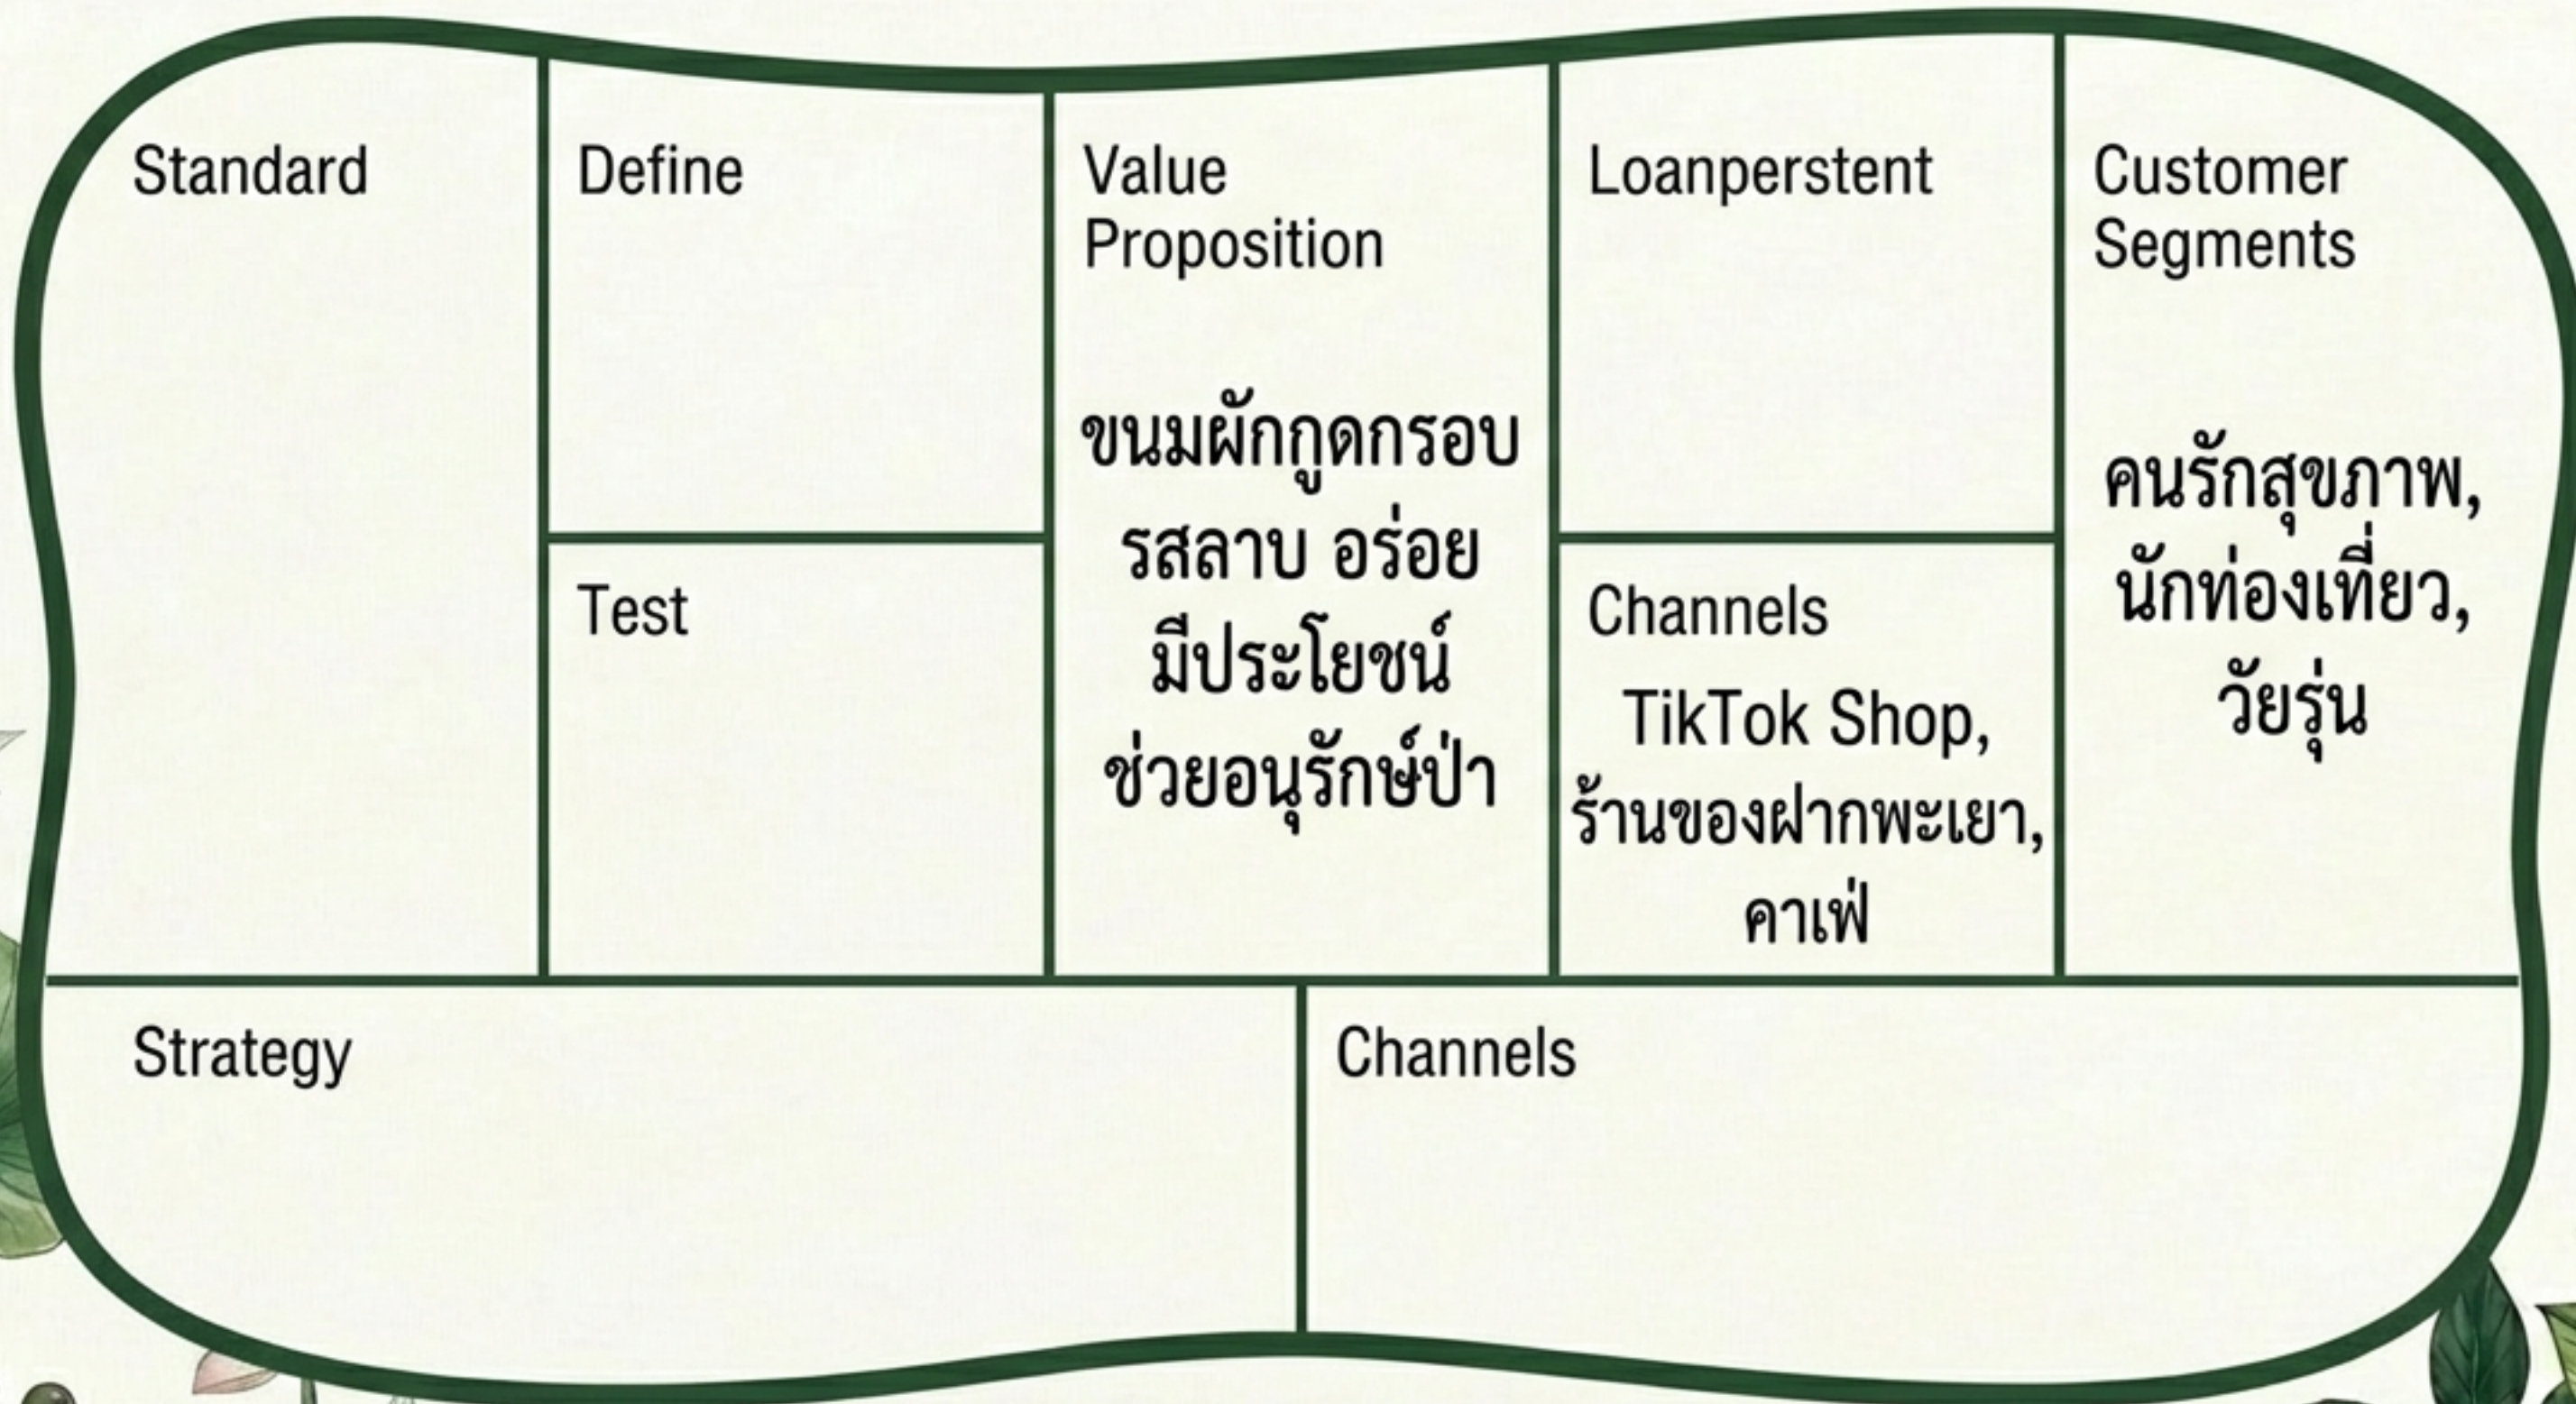 Standard
Define
Test
Value
Proposition
ขนมผักกูดกรอบ
รสลาบ อร่อย
มีประโยชน์
ช่วยอนุรักษ์ป่า
Loanperstent
Channels
TikTok Shop,
ร้านของฝากพะเยา,
คาเฟ่
Customer
Segments
คนรักสุขภาพ,
นักท่องเที่ยว,
วัยรุ่น
Strategy
Channels